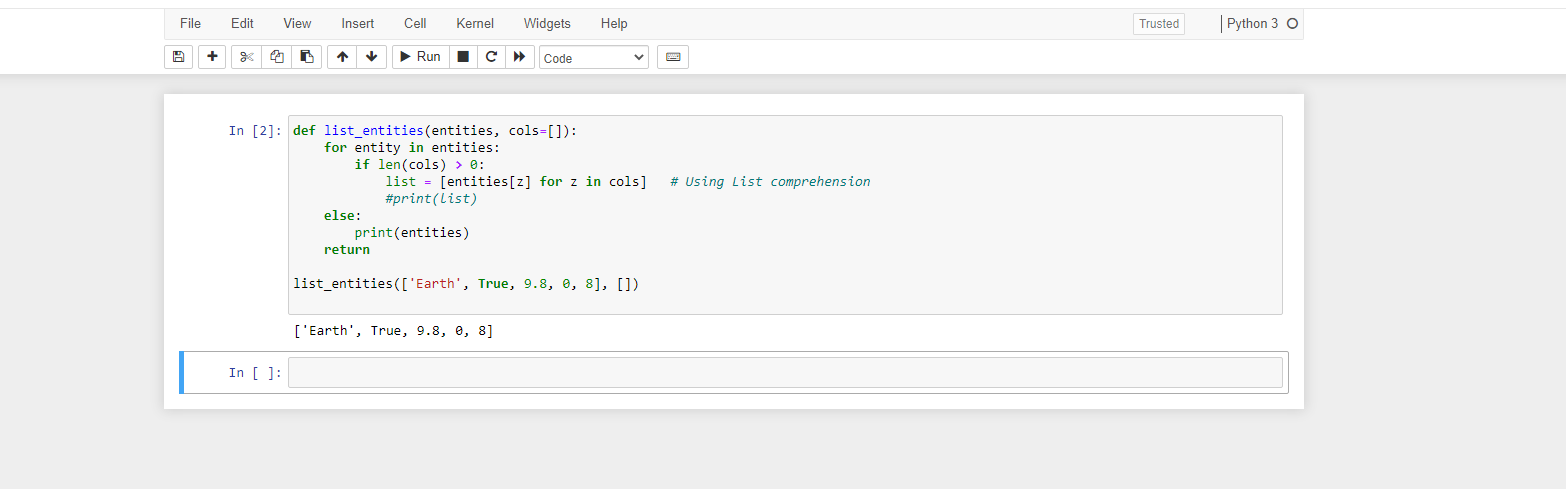 File Edit View Insert Cell Kernel Widgets Help Trusted Python 3
Run Code
In [2]: def list_entities(entities, cols=[]):
for entity in entities:
if len(cols) > 0:
list = [entities[z] for z in cols] # Using List comprehension
#print(list)
else:
print(entities)
return
list_entities(['Earth', True, 9.8, 0, 8], [])
['Earth', True, 9.8, 0, 8]
In [ ]: